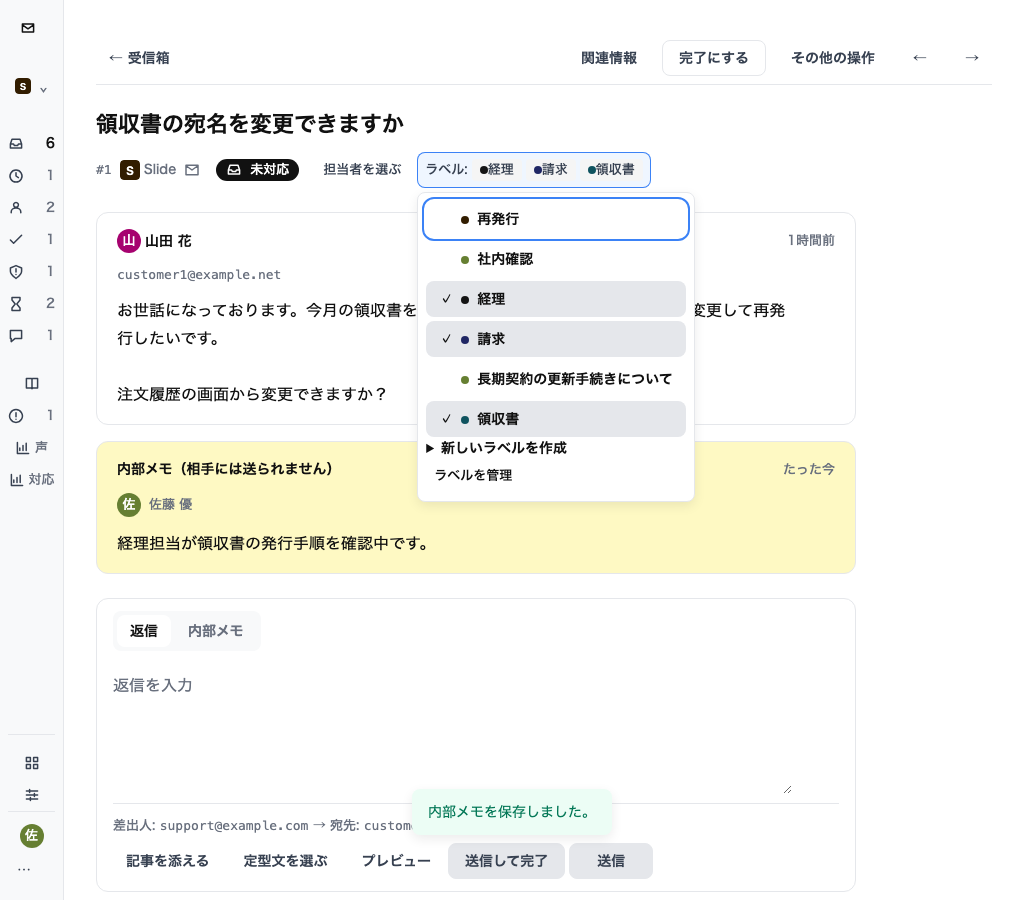 ← 受信箱
関連情報
完了にする
その他の操作
←
→
S
6
1
2
1
1
2
1
1
声
対応
佐
…
領収書の宛名を変更できますか
#1 S Slide 未対応 担当者を選ぶ ラベル: 経理 請求 領収書
再発行
社内確認
✓ 経理
✓ 請求
長期契約の更新手続きについて
✓ 領収書
▶ 新しいラベルを作成
ラベルを管理
山 山田 花
1時間前
customer1@example.net
お世話になっております。今月の領収書を
変更して再発
行したいです。
注文履歴の画面から変更できますか？
内部メモ（相手には送られません）
たった今
佐 佐藤 優
経理担当が領収書の発行手順を確認中です。
返信 内部メモ
返信を入力
内部メモを保存しました。
差出人: support@example.com → 宛先: custom
記事を添える 定型文を選ぶ プレビュー 送信して完了 送信